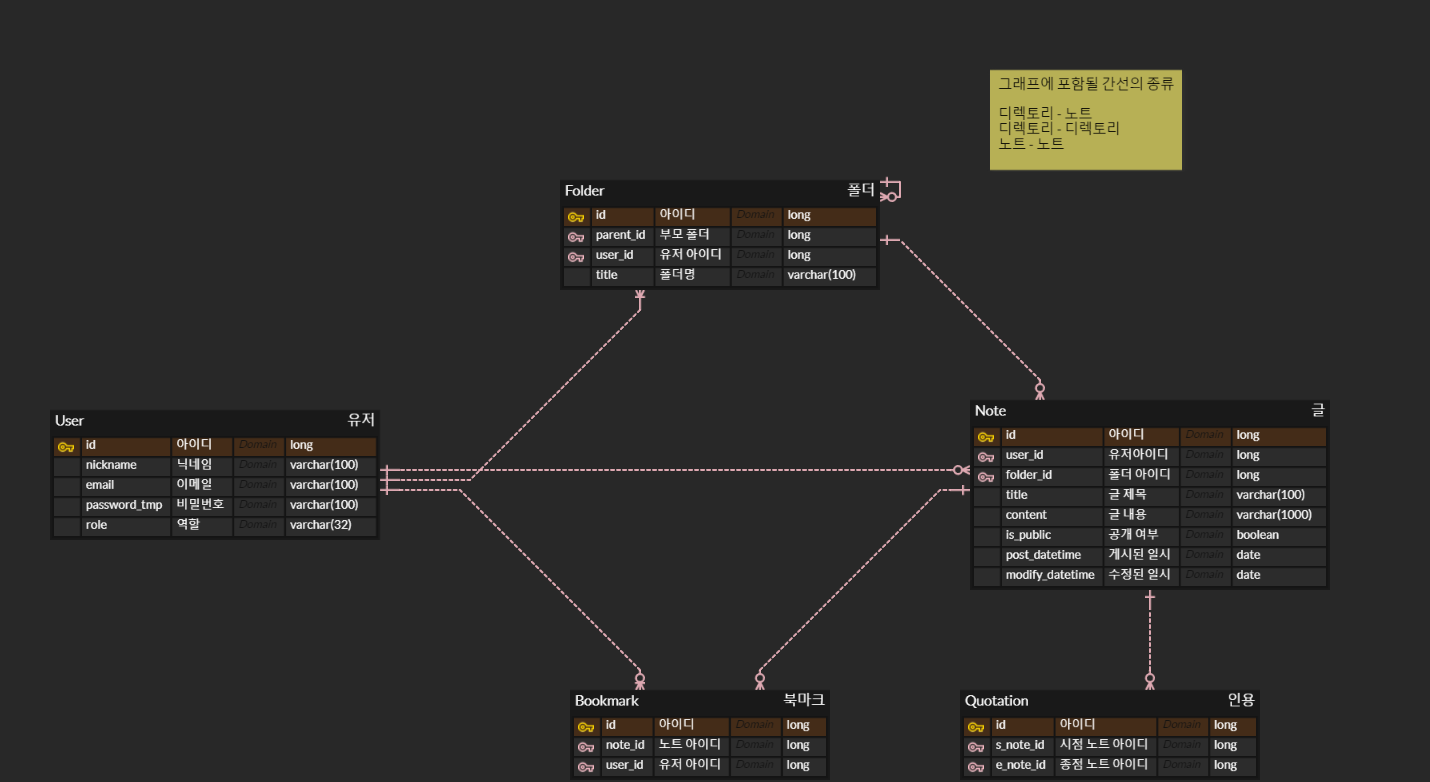 그래프에 포함될 간선의 종류
디렉토리 - 노트
디렉토리 - 디렉토리
노트 - 노트
Folder 폴더
id 아이디 Domain long
parent_id 부모 폴더 Domain long
user_id 유저 아이디 Domain long
title 폴더명 Domain varchar(100)
User 유저
id 아이디 Domain long
nickname 닉네임 Domain varchar(100)
email 이메일 Domain varchar(100)
password_tmp 비밀번호 Domain varchar(100)
role 역할 Domain varchar(32)
Note 글
id 아이디 Domain long
user_id 유저아이디 Domain long
folder_id 폴더 아이디 Domain long
title 글 제목 Domain varchar(100)
content 글 내용 Domain varchar(1000)
is_public 공개 여부 Domain boolean
post_datetime 게시된 일시 Domain date
modify_datetime 수정된 일시 Domain date
Bookmark 북마크
id 아이디 Domain long
note_id 노트 아이디 Domain long
user_id 유저 아이디 Domain long
Quotation 인용
id 아이디 Domain long
s_note_id 시점 노트 아이디 Domain long
e_note_id 종점 노트 아이디 Domain long